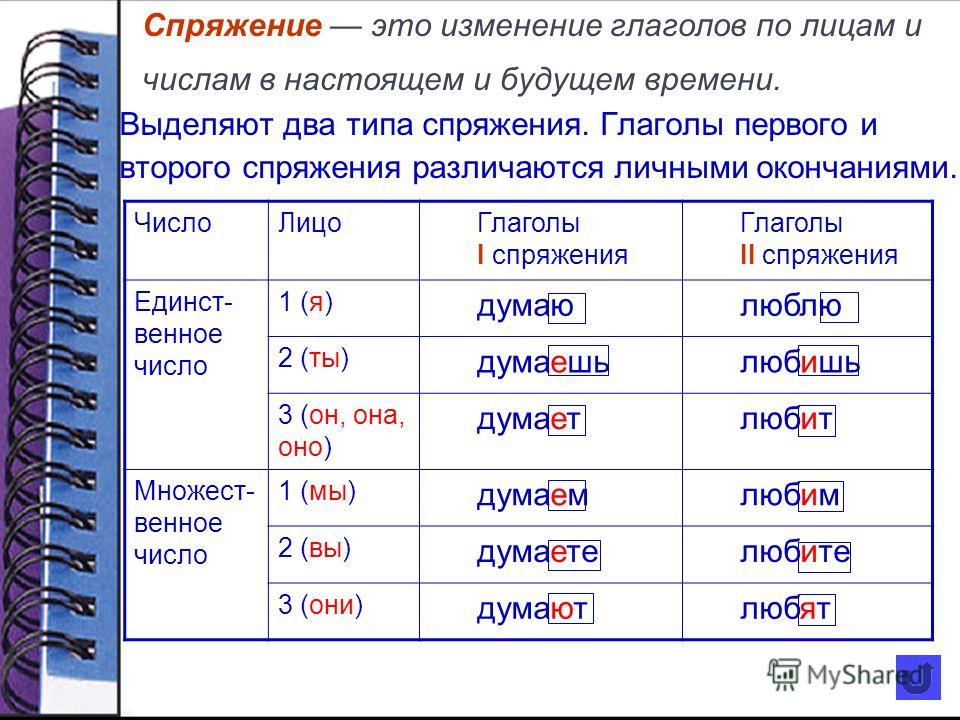 Спряжение — это изменение глаголов по лицам и
числам в настоящем и будущем времени.
Выделяют два типа спряжения. Глаголы первого и
второго спряжения различаются личными окончаниями.
Число Лицо Глаголы I спряжения Глаголы II спряжения
Единст-
венное
число
1 (я) думаю люблю
2 (ты) думаешь любишь
3 (он, она, оно) думает любит
Множест-
венное
число
1 (мы) думаем любим
2 (вы) думаете любите
3 (они) думают любят
MyShared